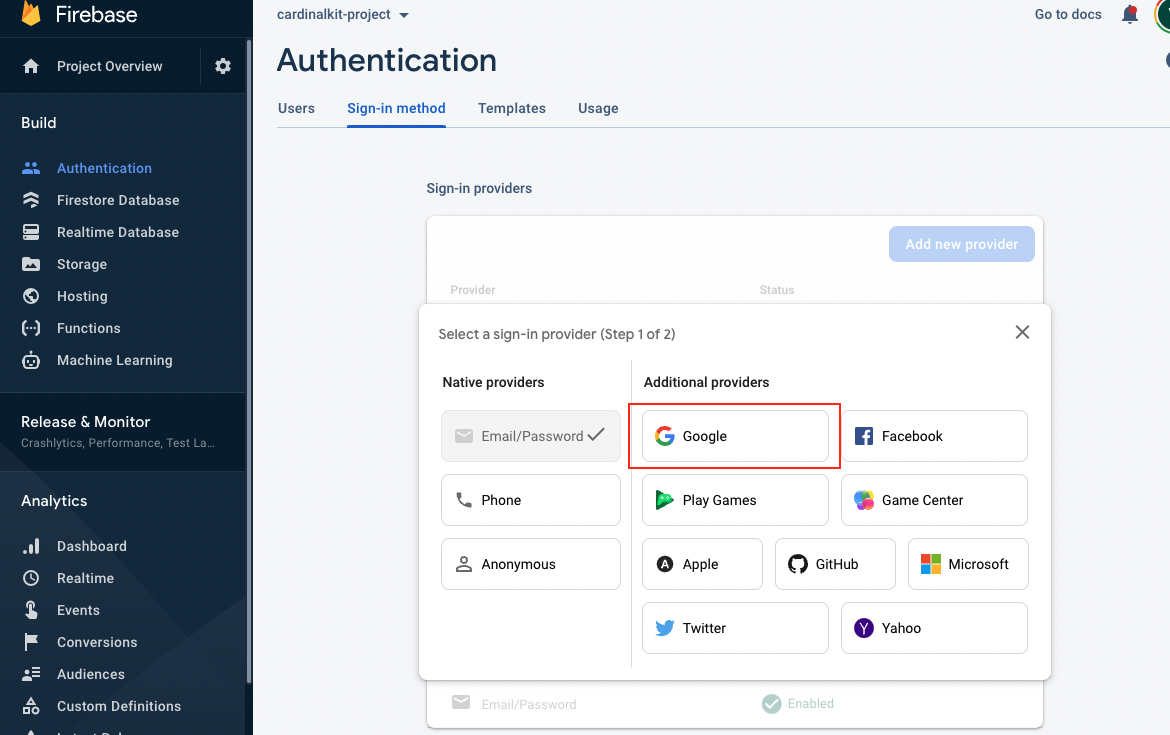 Firebase
Project Overview
Build
Authentication
Firestore Database
Realtime Database
Storage
Hosting
Functions
Machine Learning
Release & Monitor
Crashlytics, Performance, Test La...
Analytics
Dashboard
Realtime
Events
Conversions
Audiences
Custom Definitions
cardinalkit-project
Go to docs
Authentication
Users
Sign-in method
Templates
Usage
Sign-in providers
Add new provider
Provider
Status
Select a sign-in provider (Step 1 of 2)
Native providers
Additional providers
Email/Password
Google
Facebook
Phone
Play Games
Game Center
Anonymous
Apple
GitHub
Microsoft
Twitter
Yahoo
Email/Password
Enabled